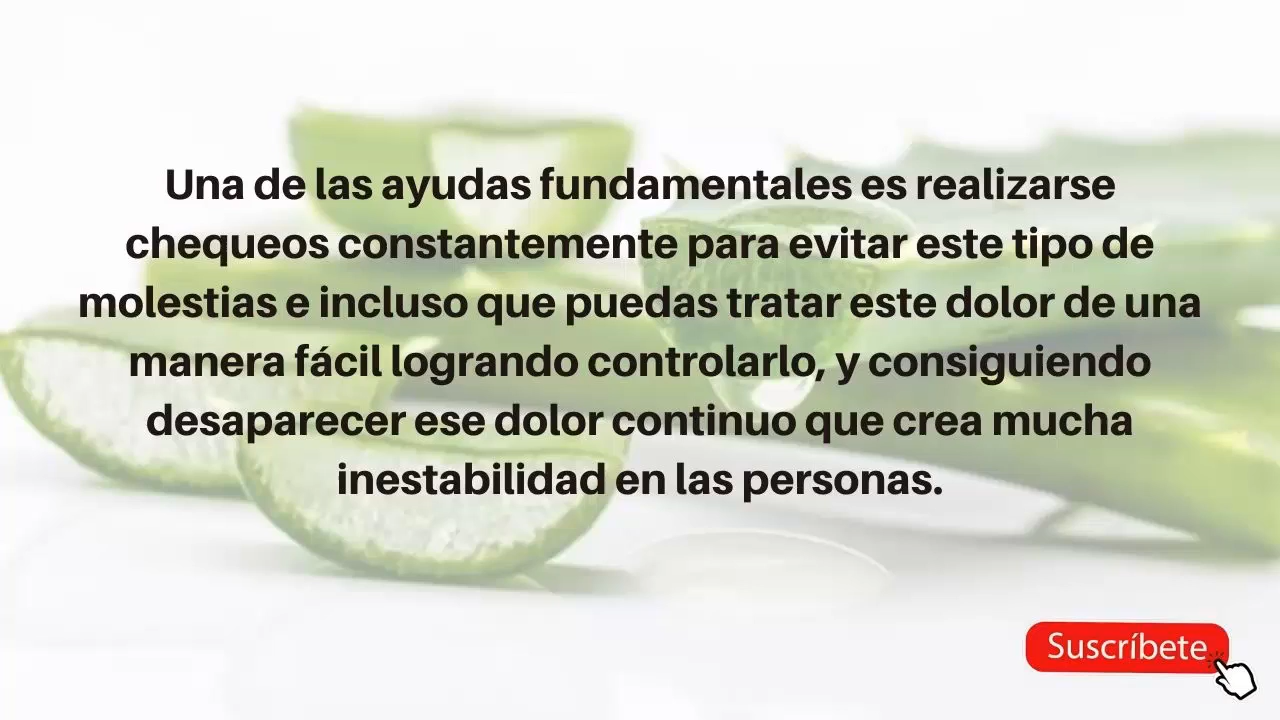 Una de las ayudas fundamentales es realizarse
chequeos constantemente para evitar este tipo de
molestias e incluso que puedas tratar este dolor de una
manera fácil logrando controlarlo, y consiguiendo
desaparecer ese dolor continuo que crea mucha
inestabilidad en las personas.
Suscríbete